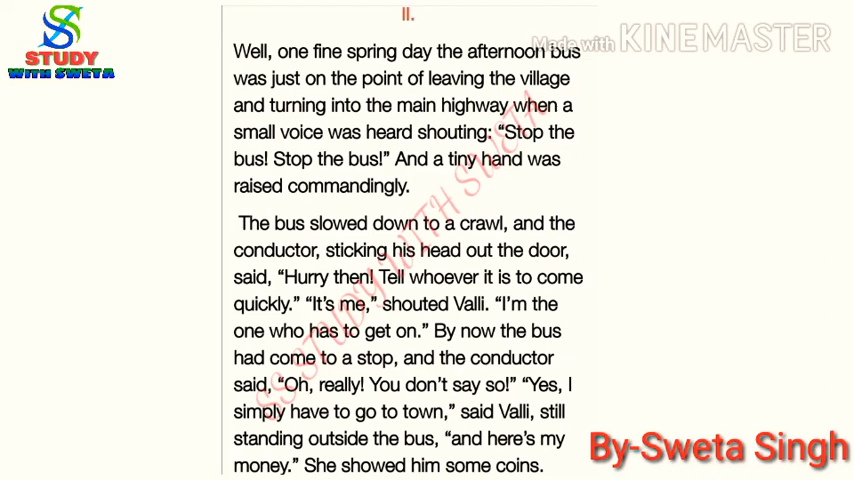 II.
Made with KINEMASTER
STUDY
WITH SWETA
Well, one fine spring day the afternoon bus
was just on the point of leaving the village
and turning into the main highway when a
small voice was heard shouting: “Stop the
bus! Stop the bus!” And a tiny hand was
raised commandingly.
The bus slowed down to a crawl, and the
conductor, sticking his head out the door,
said, “Hurry then! Tell whoever it is to come
quickly.” “It’s me,” shouted Valli. “I’m the
one who has to get on.” By now the bus
had come to a stop, and the conductor
said, “Oh, really! You don’t say so!” “Yes, I
simply have to go to town,” said Valli, still
standing outside the bus, “and here’s my
money.” She showed him some coins.
SS STUDY WITH SWETA
By-Sweta Singh